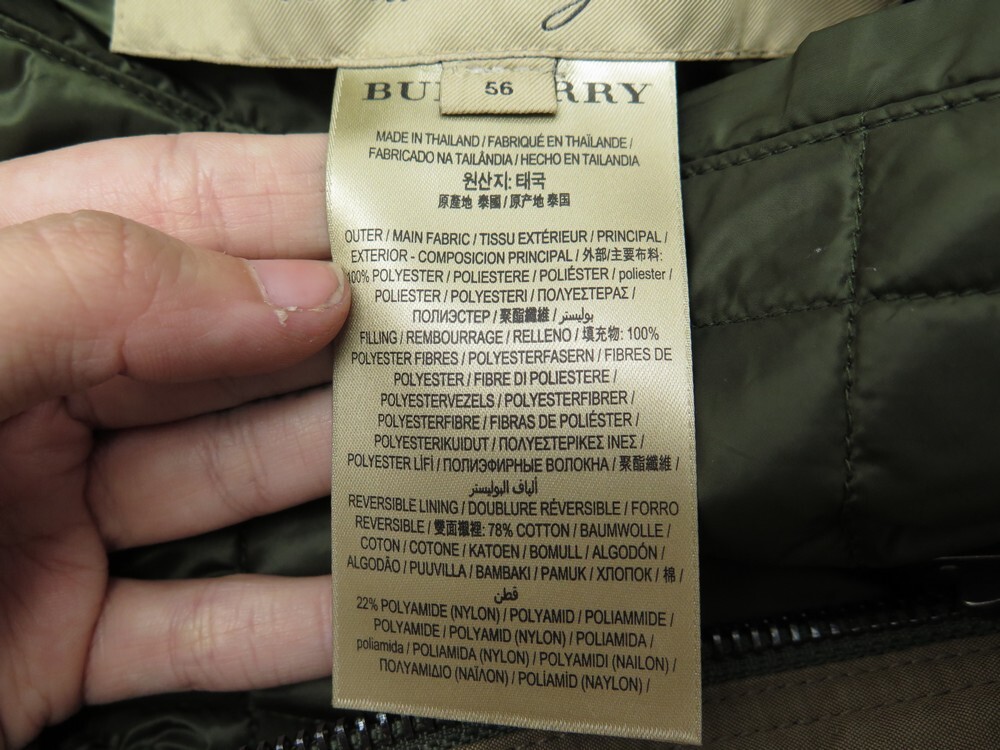 56
MADE IN THAILAND / FABRIQUÉ EN THAÏLANDE /
FABRICADO NA TAILÂNDIA / HECHO EN TAILANDIA
원산지: 태국
原產地 泰國 / 原产地 泰国
OUTER / MAIN FABRIC / TISSU EXTÉRIEUR / PRINCIPAL /
EXTERIOR - COMPOSICION PRINCIPAL / 外部/主要布料:
100% POLYESTER / POLIESTERE / POLIÉSTER / poliester /
POLIESTER / POLYESTERI / ΠΟΛΥΕΣΤΕΡΑΣ /
ПОЛИЭСТЕР / 聚酯纖維 / بوليستر
FILLING / REMBOURRAGE / RELLENO / 填充物: 100%
POLYESTER FIBRES / POLYESTERFASERN / FIBRES DE
POLYESTER / FIBRE DI POLIESTERE /
POLYESTERVEZELS / POLYESTERFIBRER /
POLYESTERFIBRE / FIBRAS DE POLIÉSTER /
POLYESTERIKUIDUT / ΠΟΛΥΕΣΤΕΡΙΚΕΣ ΙΝΕΣ /
POLYESTER LİFİ / ПОЛИЭФИРНЫЕ ВОЛОКНА / 聚酯纖維 /
ألياف البوليستر
REVERSIBLE LINING / DOUBLURE RÉVERSIBLE / FORRO
REVERSIBLE / 雙面襯裡: 78% COTTON / BAUMWOLLE /
COTON / COTONE / KATOEN / BOMULL / ALGODÓN /
ALGODÃO / PUUVILLA / BAMBAKI / PAMUK / ХЛОПОК / 棉 /
قطن
22% POLYAMIDE (NYLON) / POLYAMID / POLIAMMIDE /
POLYAMIDE / POLYAMID (NYLON) / POLIAMIDA /
poliamida / POLIAMIDA (NYLON) / POLYAMIDI (NAILON) /
ΠΟΛΥΑΜΙΔΙΟ (ΝΑΪΛΟΝ) / POLİAMİD (NAYLON) /